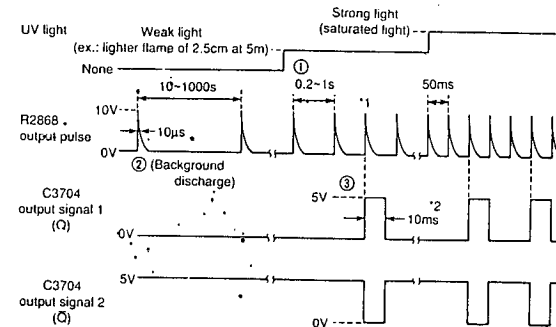 Strong light
(saturated light)
UV light
Weak light
(ex.: lighter flame of 2.5cm at 5m)
None
①
10~1000s
0.2~1s
*1
50ms
10V
R2868
output pulse
10μs
0V
② (Background
discharge)
③
C3704
output signal 1
(Q)
5V
*2
10ms
0V
C3704
output signal 2
(Q̄)
5V
0V